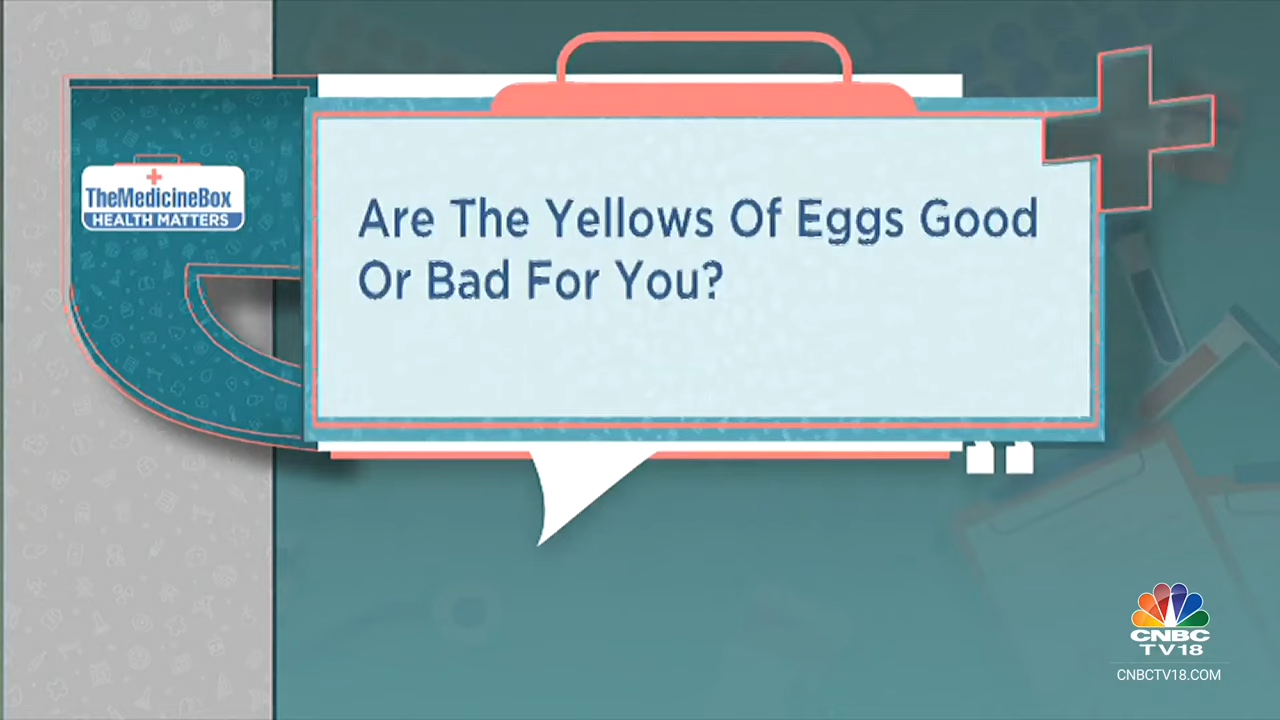 TheMedicineBox
HEALTH MATTERS
Are The Yellows Of Eggs Good
Or Bad For You?
CNBC
TV18
CNBCTV18.COM